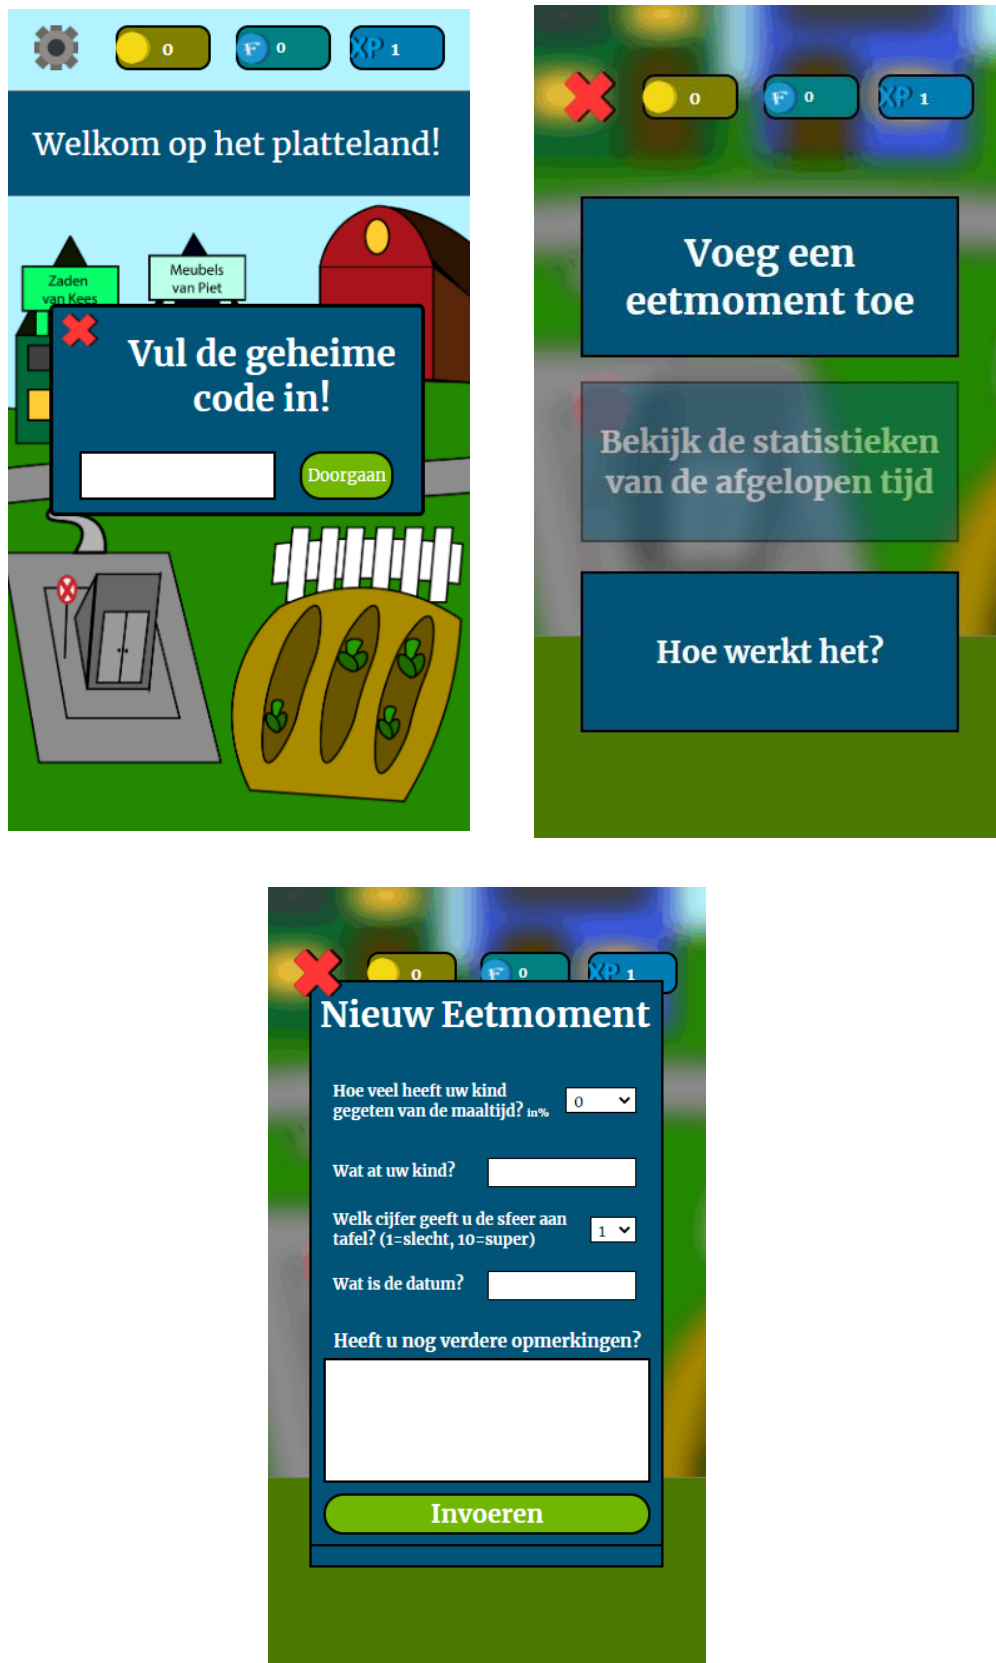 0
F 0
XP 1
Welkom op het platteland!
Zaden
van Kees
Meubels
van Piet
Vul de geheime
code in!
Doorgaan
0
F 0
XP 1
Voeg een
eetmoment toe
Bekijk de statistieken
van de afgelopen tijd
Hoe werkt het?
0
F 0
XP 1
Nieuw Eetmoment
Hoe veel heeft uw kind
gegeten van de maaltijd? in%
0
Wat at uw kind?
Welk cijfer geeft u de sfeer aan
tafel? (1=slecht, 10=super)
1
Wat is de datum?
Heeft u nog verdere opmerkingen?
Invoeren